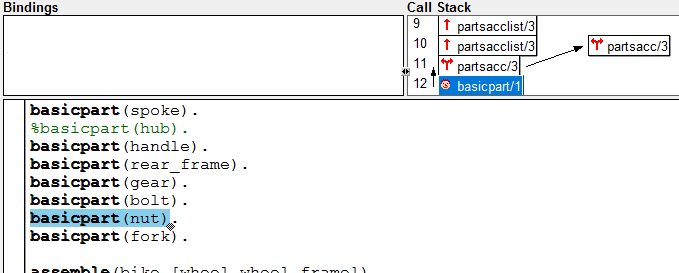 Bindings
Call Stack
9 partsacclist/3
10 partsacclist/3
11 partsacc/3
partsacc/3
12 basicpart/1
basicpart(spoke).
%basicpart(hub).
basicpart(handle).
basicpart(rear_frame).
basicpart(gear).
basicpart(bolt).
basicpart(nut).
basicpart(fork).
assemble(bike,[wheel,wheel,frame]).